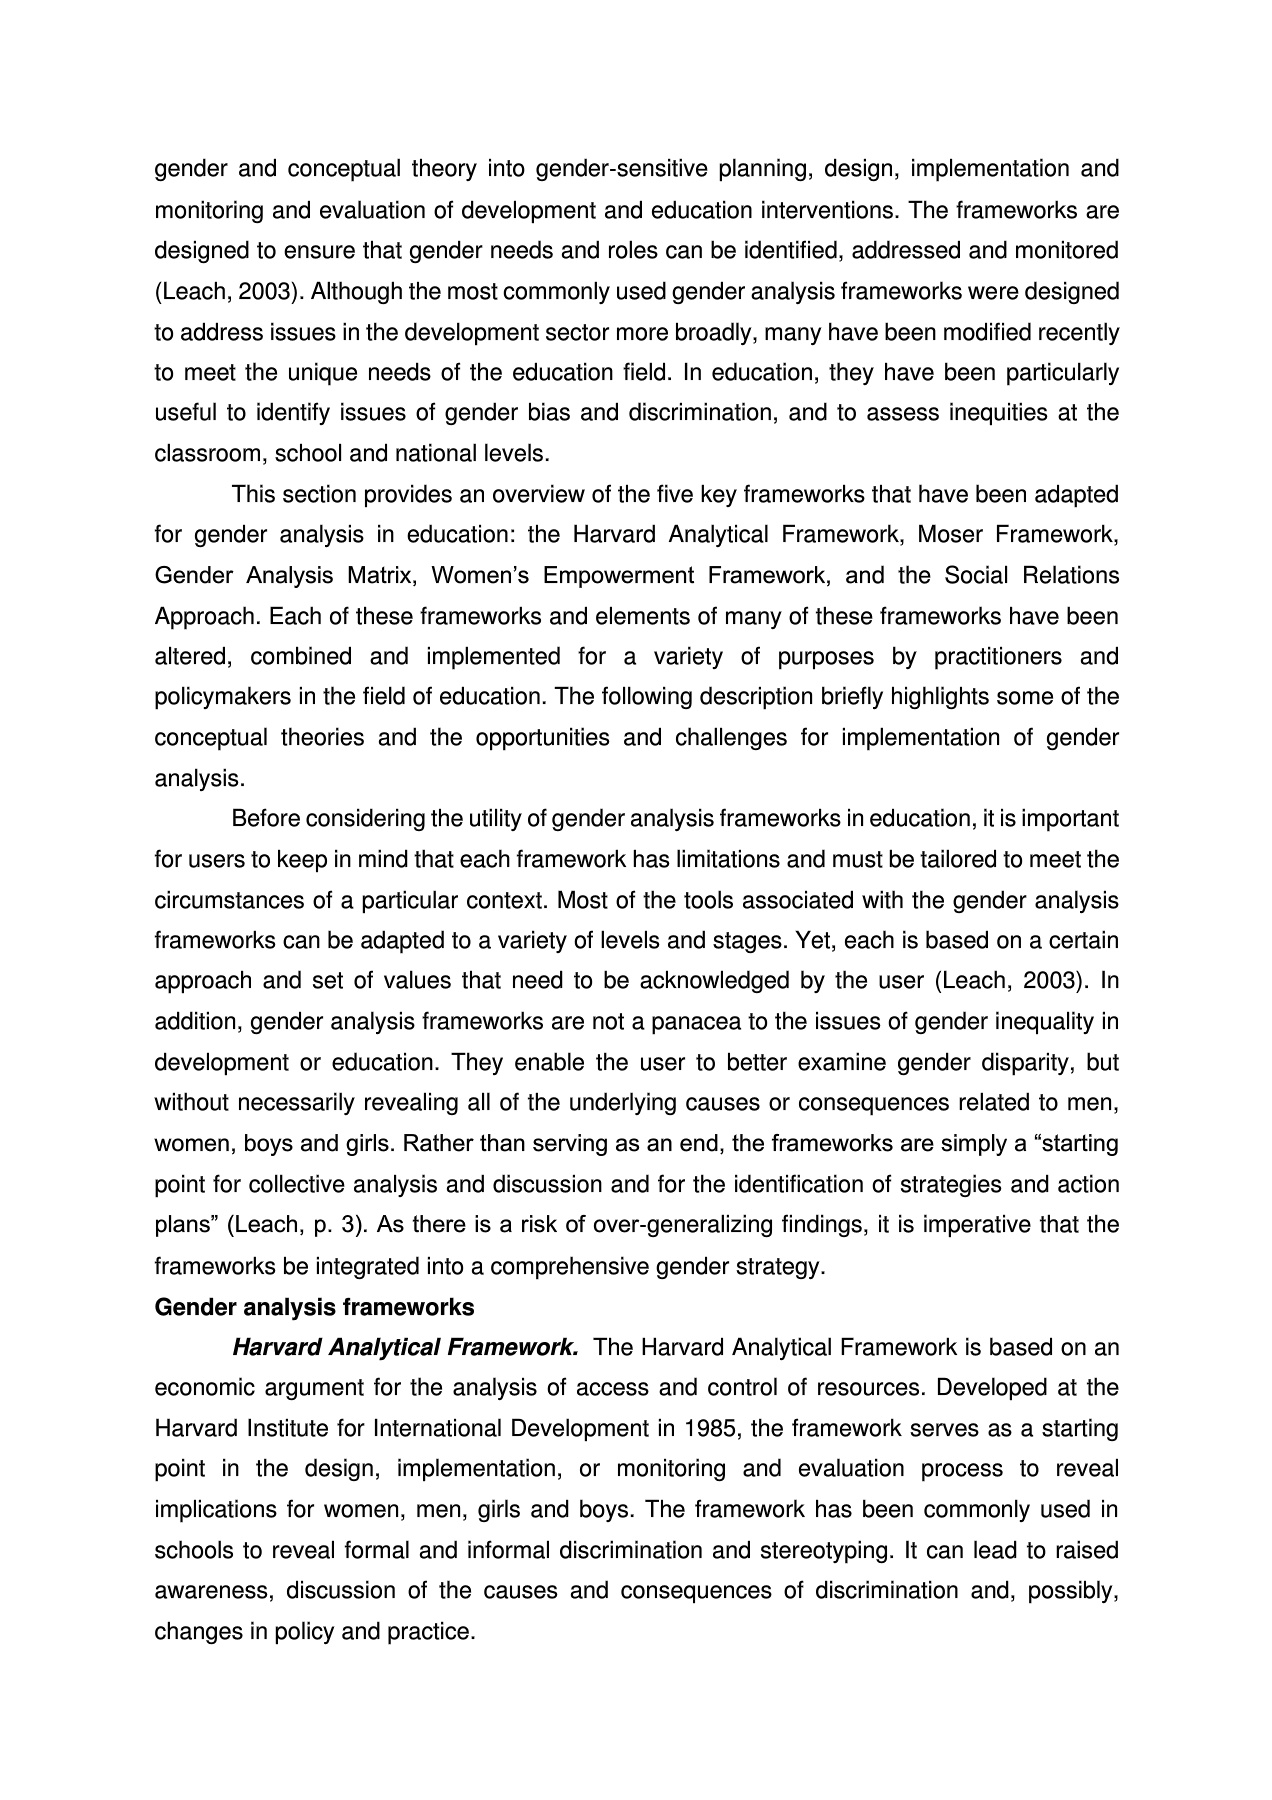 gender and conceptual theory into gender-sensitive planning, design, implementation and
monitoring and evaluation of development and education interventions. The frameworks are
designed to ensure that gender needs and roles can be identified, addressed and monitored
(Leach, 2003). Although the most commonly used gender analysis frameworks were designed
to address issues in the development sector more broadly, many have been modified recently
to meet the unique needs of the education field. In education, they have been particularly
useful to identify issues of gender bias and discrimination, and to assess inequities at the
classroom, school and national levels.
This section provides an overview of the five key frameworks that have been adapted
for gender analysis in education: the Harvard Analytical Framework, Moser Framework,
Gender Analysis Matrix, Women’s Empowerment Framework, and the Social Relations
Approach. Each of these frameworks and elements of many of these frameworks have been
altered, combined and implemented for a variety of purposes by practitioners and
policymakers in the field of education. The following description briefly highlights some of the
conceptual theories and the opportunities and challenges for implementation of gender
analysis.
Before considering the utility of gender analysis frameworks in education, it is important
for users to keep in mind that each framework has limitations and must be tailored to meet the
circumstances of a particular context. Most of the tools associated with the gender analysis
frameworks can be adapted to a variety of levels and stages. Yet, each is based on a certain
approach and set of values that need to be acknowledged by the user (Leach, 2003). In
addition, gender analysis frameworks are not a panacea to the issues of gender inequality in
development or education. They enable the user to better examine gender disparity, but
without necessarily revealing all of the underlying causes or consequences related to men,
women, boys and girls. Rather than serving as an end, the frameworks are simply a “starting
point for collective analysis and discussion and for the identification of strategies and action
plans” (Leach, p. 3). As there is a risk of over-generalizing findings, it is imperative that the
frameworks be integrated into a comprehensive gender strategy.
Gender analysis frameworks
Harvard Analytical Framework. The Harvard Analytical Framework is based on an
economic argument for the analysis of access and control of resources. Developed at the
Harvard Institute for International Development in 1985, the framework serves as a starting
point in the design, implementation, or monitoring and evaluation process to reveal
implications for women, men, girls and boys. The framework has been commonly used in
schools to reveal formal and informal discrimination and stereotyping. It can lead to raised
awareness, discussion of the causes and consequences of discrimination and, possibly,
changes in policy and practice.